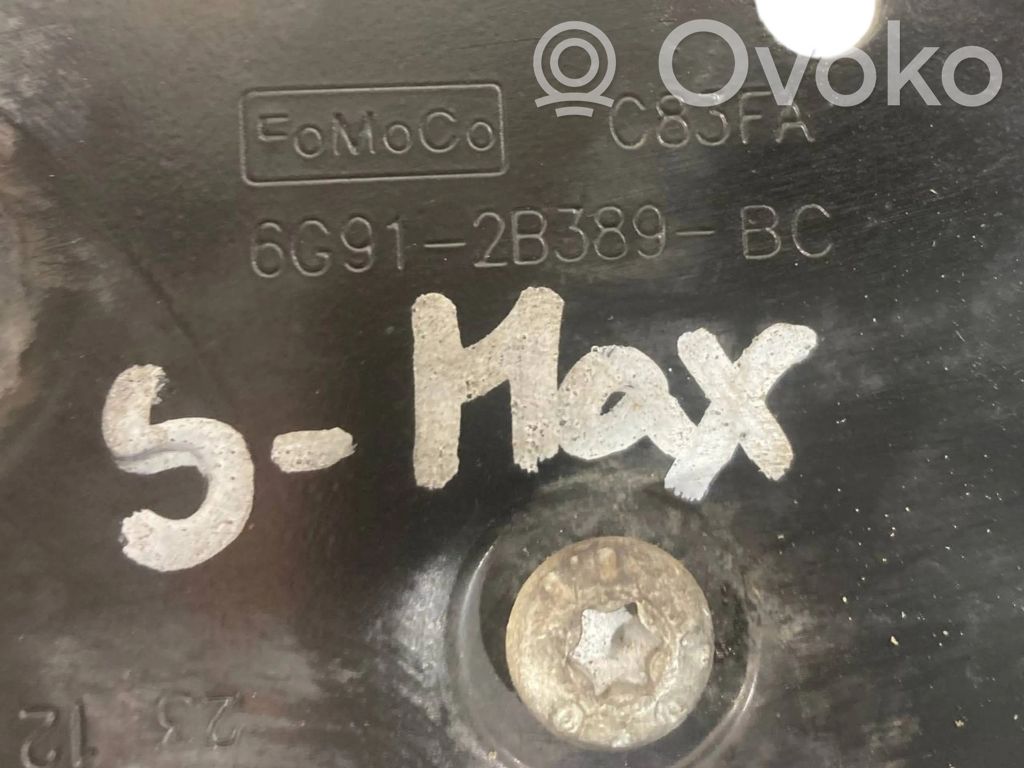 Ovoko
FoMoCo C83FA
6G91-2B389-BC
S-Max
23 12